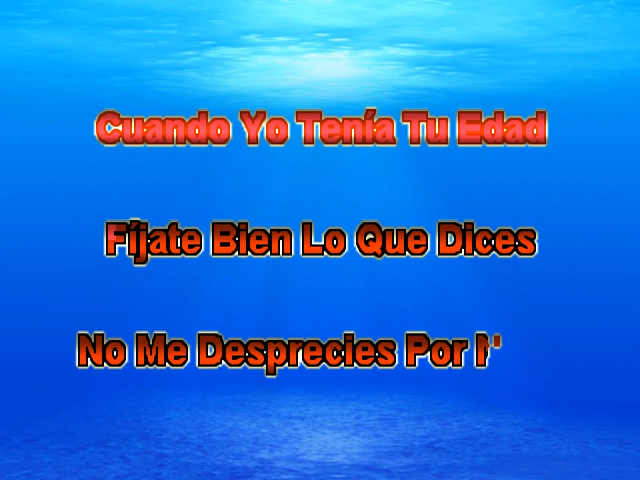 Cuando Yo Tenía Tu Edad
Fíjate Bien Lo Que Dices
No Me Desprecies Por